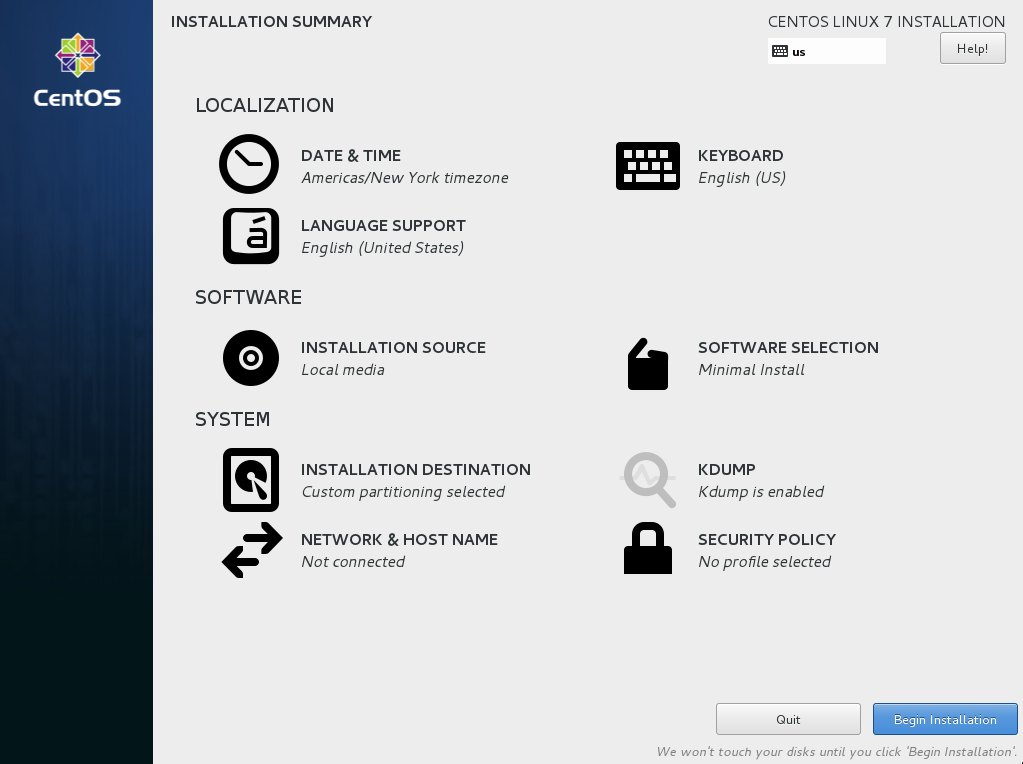 INSTALLATION SUMMARY
CENTOS LINUX 7 INSTALLATION
us
Help!
CentOS
LOCALIZATION
DATE & TIME
Americas/New York timezone
KEYBOARD
English (US)
LANGUAGE SUPPORT
English (United States)
SOFTWARE
INSTALLATION SOURCE
Local media
SOFTWARE SELECTION
Minimal Install
SYSTEM
INSTALLATION DESTINATION
Custom partitioning selected
KDUMP
Kdump is enabled
NETWORK & HOST NAME
Not connected
SECURITY POLICY
No profile selected
Quit
Begin Installation
We won't touch your disks until you click 'Begin Installation'.